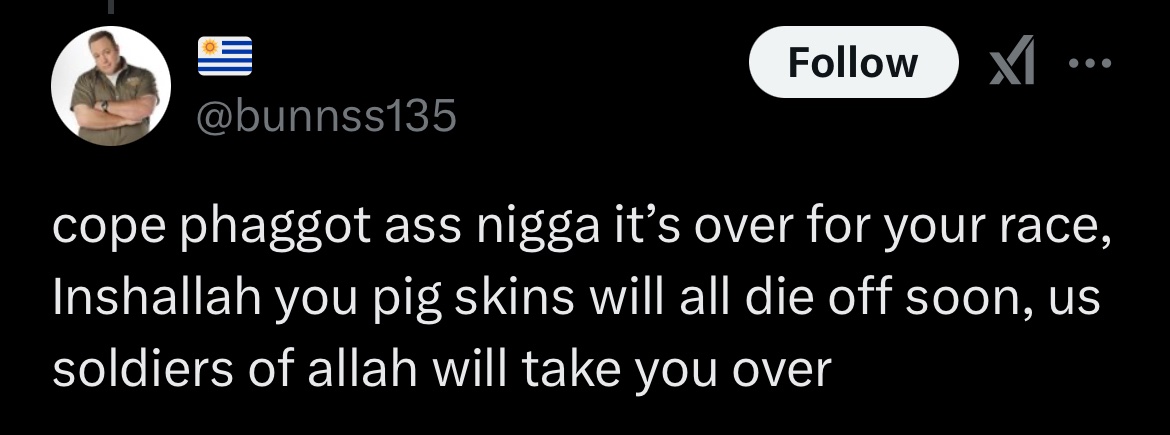 Follow
@bunnss135
cope phaggot ass nigga it’s over for your race,
Inshallah you pig skins will all die off soon, us
soldiers of allah will take you over